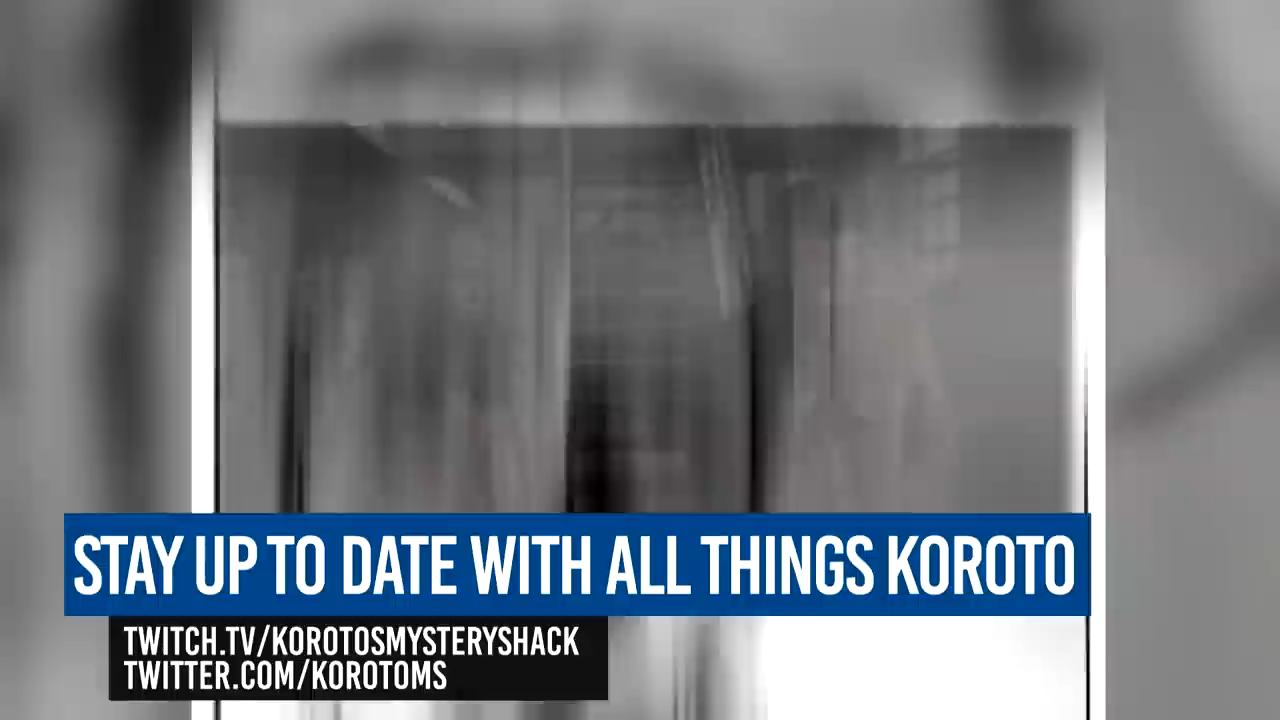 STAY UP TO DATE WITH ALL THINGS KOROTO
TWITCH.TV/KOROTOSMYSTERYSHACK
TWITTER.COM/KOROTOMS